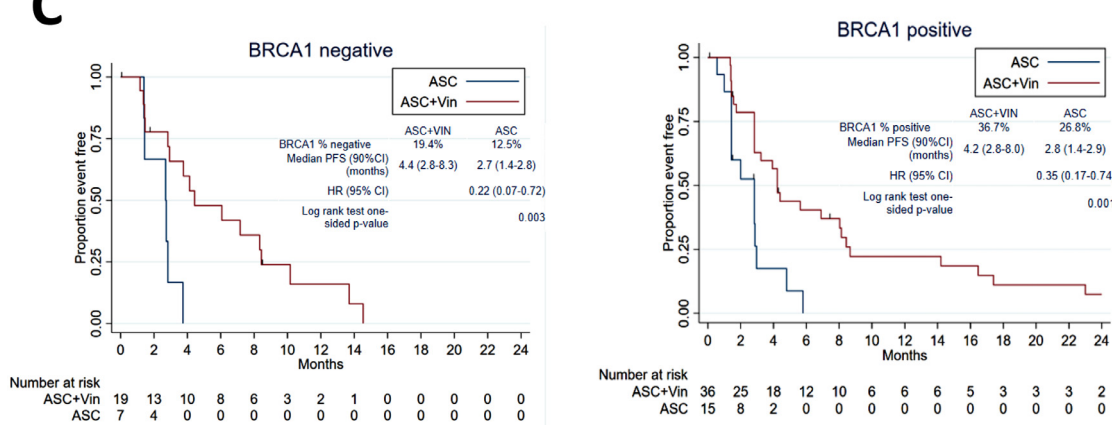 C
BRCA1 negative
1.00
0.75
0.50
0.25
0.00
Proportion event free
ASC
ASC+Vin
ASC+VIN ASC
BRCA1 % negative 19.4% 12.5%
Median PFS (90%CI) (months) 4.4 (2.8-8.3) 2.7 (1.4-2.8)
HR (95% CI) 0.22 (0.07-0.72)
Log rank test one-
sided p-value 0.003
0 2 4 6 8 10 12 14 16 18 20 22 24
Months
Number at risk
ASC+Vin 19 13 10 8 6 3 2 1 0 0 0 0 0
ASC 7 4 0 0 0 0 0 0 0 0 0 0 0
BRCA1 positive
1.00
0.75
0.50
0.25
0.00
Proportion event free
ASC
ASC+Vin
ASC+VIN ASC
BRCA1 % positive 36.7% 26.8%
Median PFS (90%CI) (months) 4.2 (2.8-8.0) 2.8 (1.4-2.9)
HR (95% CI) 0.35 (0.17-0.74
Log rank test one-
sided p-value 0.001
0 2 4 6 8 10 12 14 16 18 20 22 24
Months
Number at risk
ASC+Vin 36 25 18 12 10 6 6 6 5 3 3 3 2
ASC 15 8 2 0 0 0 0 0 0 0 0 0 0